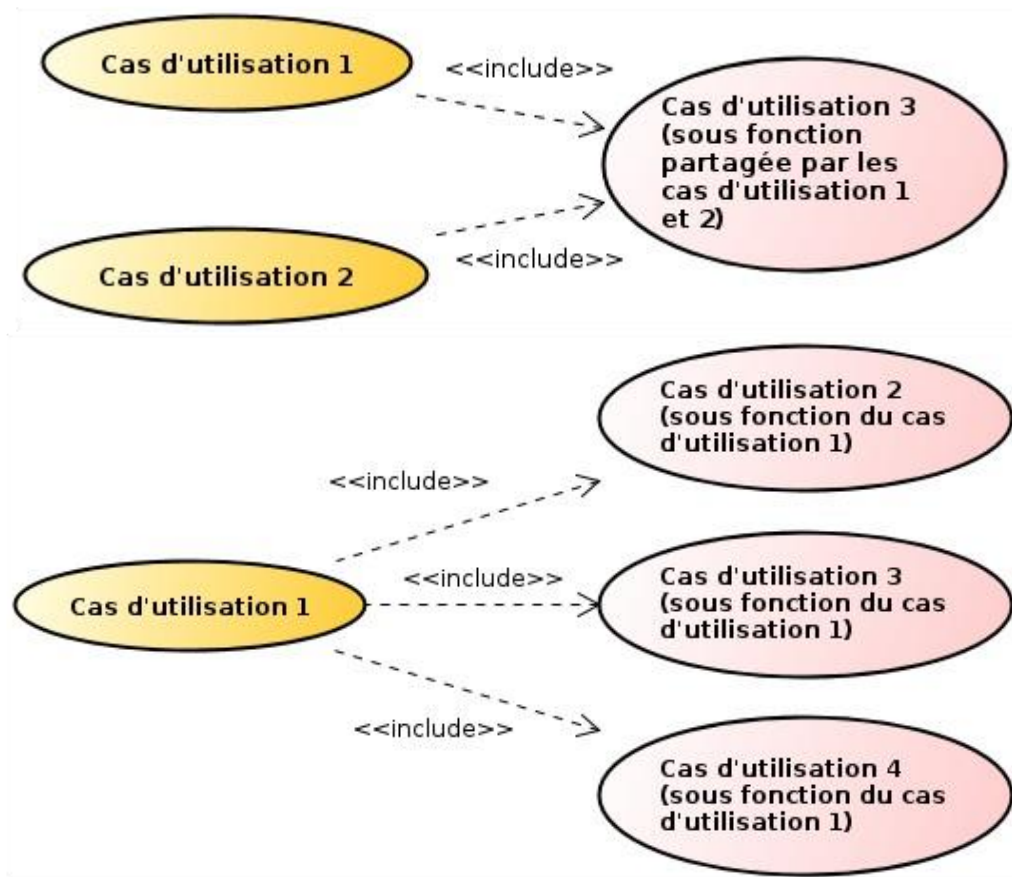 Cas d'utilisation 1
<<include>>
Cas d'utilisation 3
(sous fonction
partagée par les
cas d'utilisation 1
et 2)
Cas d'utilisation 2
<<include>>
Cas d'utilisation 2
(sous fonction du cas
d'utilisation 1)
<<include>>
Cas d'utilisation 1
<<include>>
Cas d'utilisation 3
(sous fonction du cas
d'utilisation 1)
<<include>>
Cas d'utilisation 4
(sous fonction du cas
d'utilisation 1)